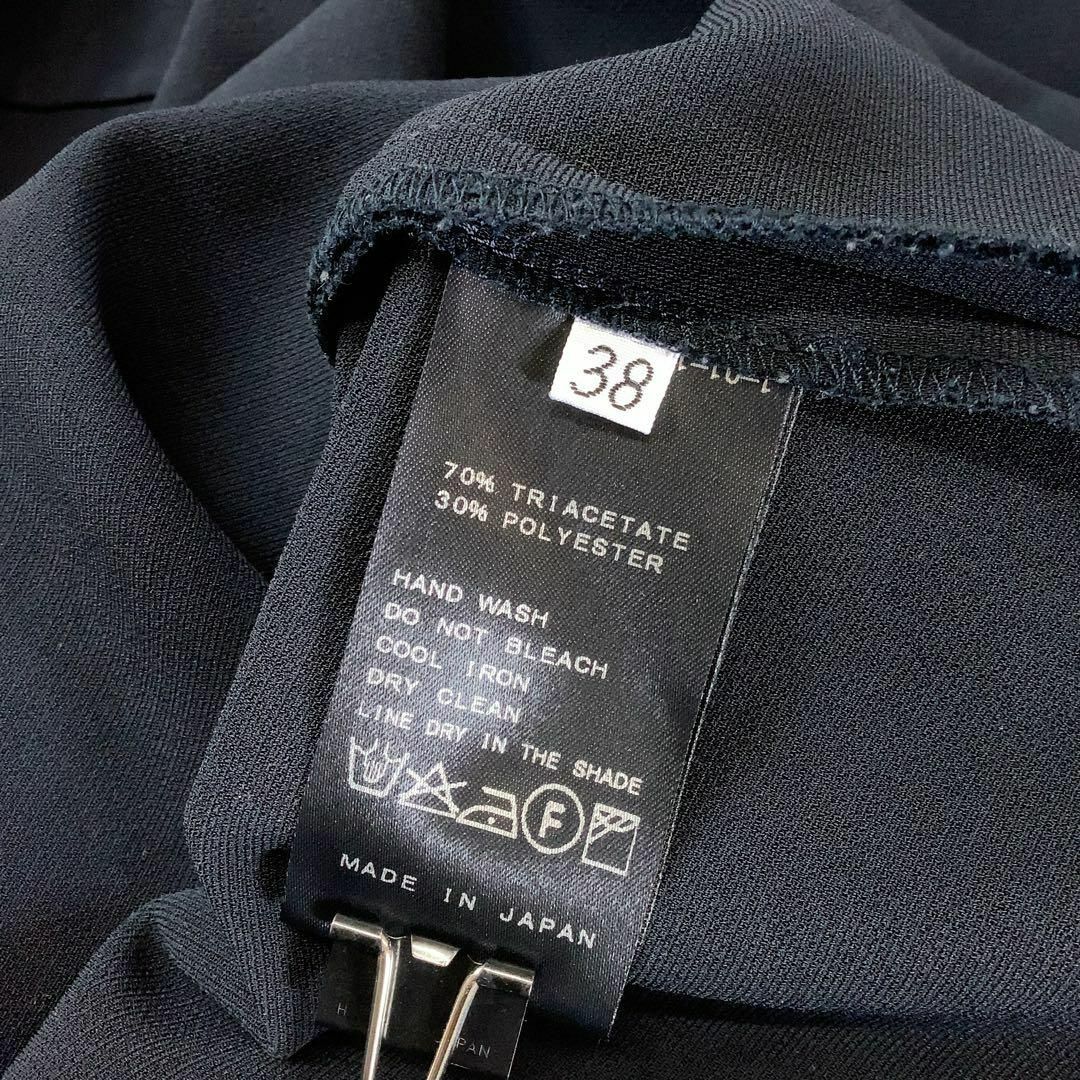 38
70% TRIACETATE
30% POLYESTER
HAND WASH
DO NOT BLEACH
COOL IRON
DRY CLEAN
LINE DRY IN THE SHADE
F
MADE IN JAPAN